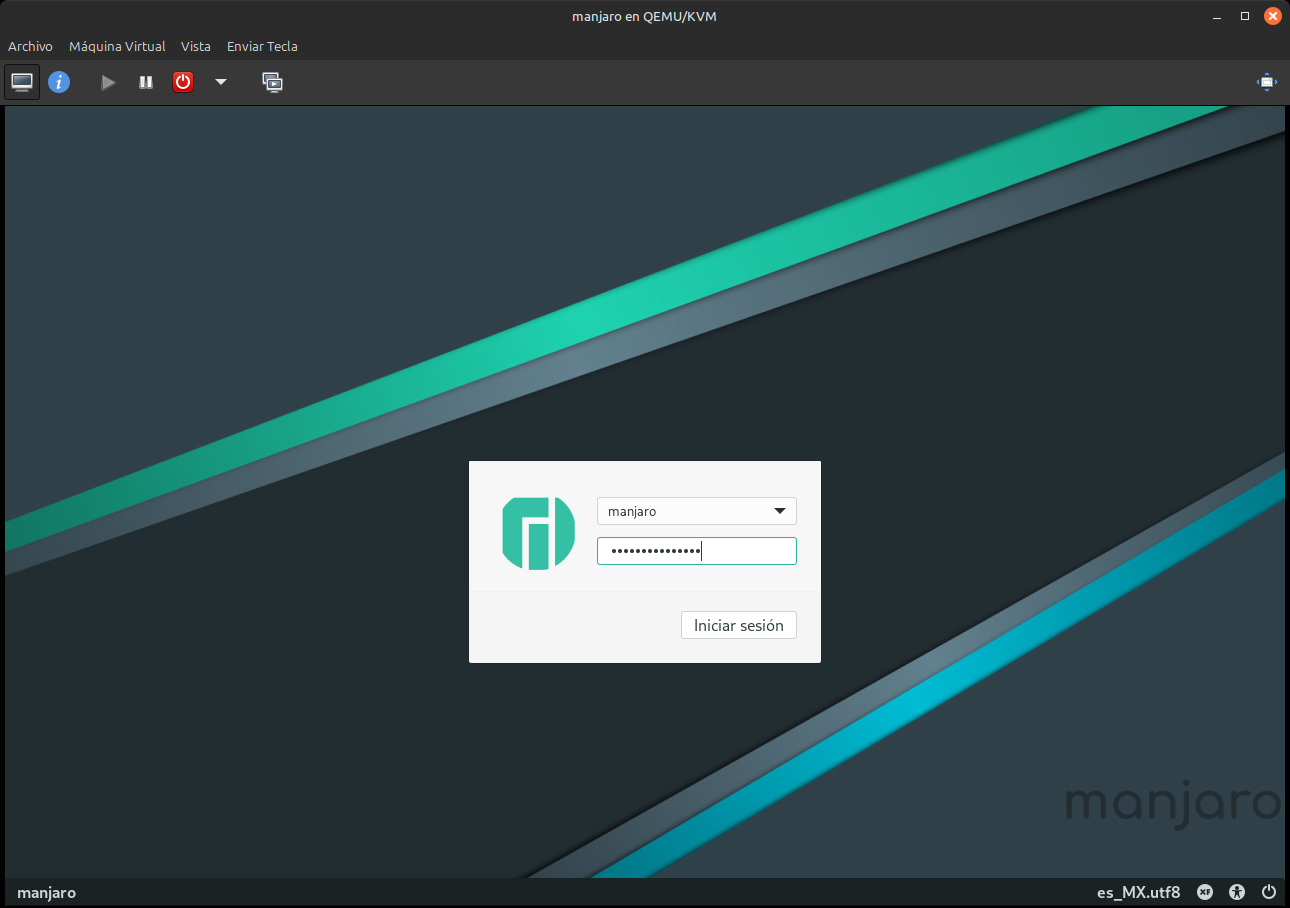 manjaro en QEMU/KVM
Archivo Máquina Virtual Vista Enviar Tecla
manjaro
•••••••••••••••
Iniciar sesión
manjaro
manjaro es_MX.utf8